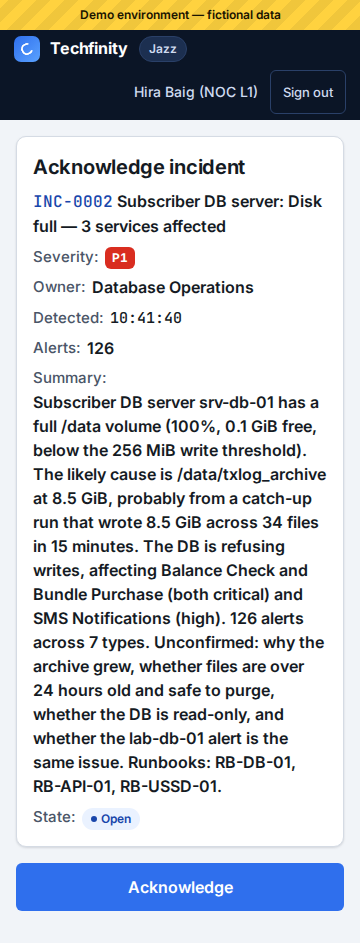 Demo environment — fictional data
Techfinity Jazz
Hira Baig (NOC L1) Sign out
Acknowledge incident
INC-0002 Subscriber DB server: Disk
full — 3 services affected
Severity: P1
Owner: Database Operations
Detected: 10:41:40
Alerts: 126
Summary:
Subscriber DB server srv-db-01 has a
full /data volume (100%, 0.1 GiB free,
below the 256 MiB write threshold).
The likely cause is /data/txlog_archive
at 8.5 GiB, probably from a catch-up
run that wrote 8.5 GiB across 34 files
in 15 minutes. The DB is refusing
writes, affecting Balance Check and
Bundle Purchase (both critical) and
SMS Notifications (high). 126 alerts
across 7 types. Unconfirmed: why the
archive grew, whether files are over
24 hours old and safe to purge,
whether the DB is read-only, and
whether the lab-db-01 alert is the
same issue. Runbooks: RB-DB-01,
RB-API-01, RB-USSD-01.
State: Open
Acknowledge